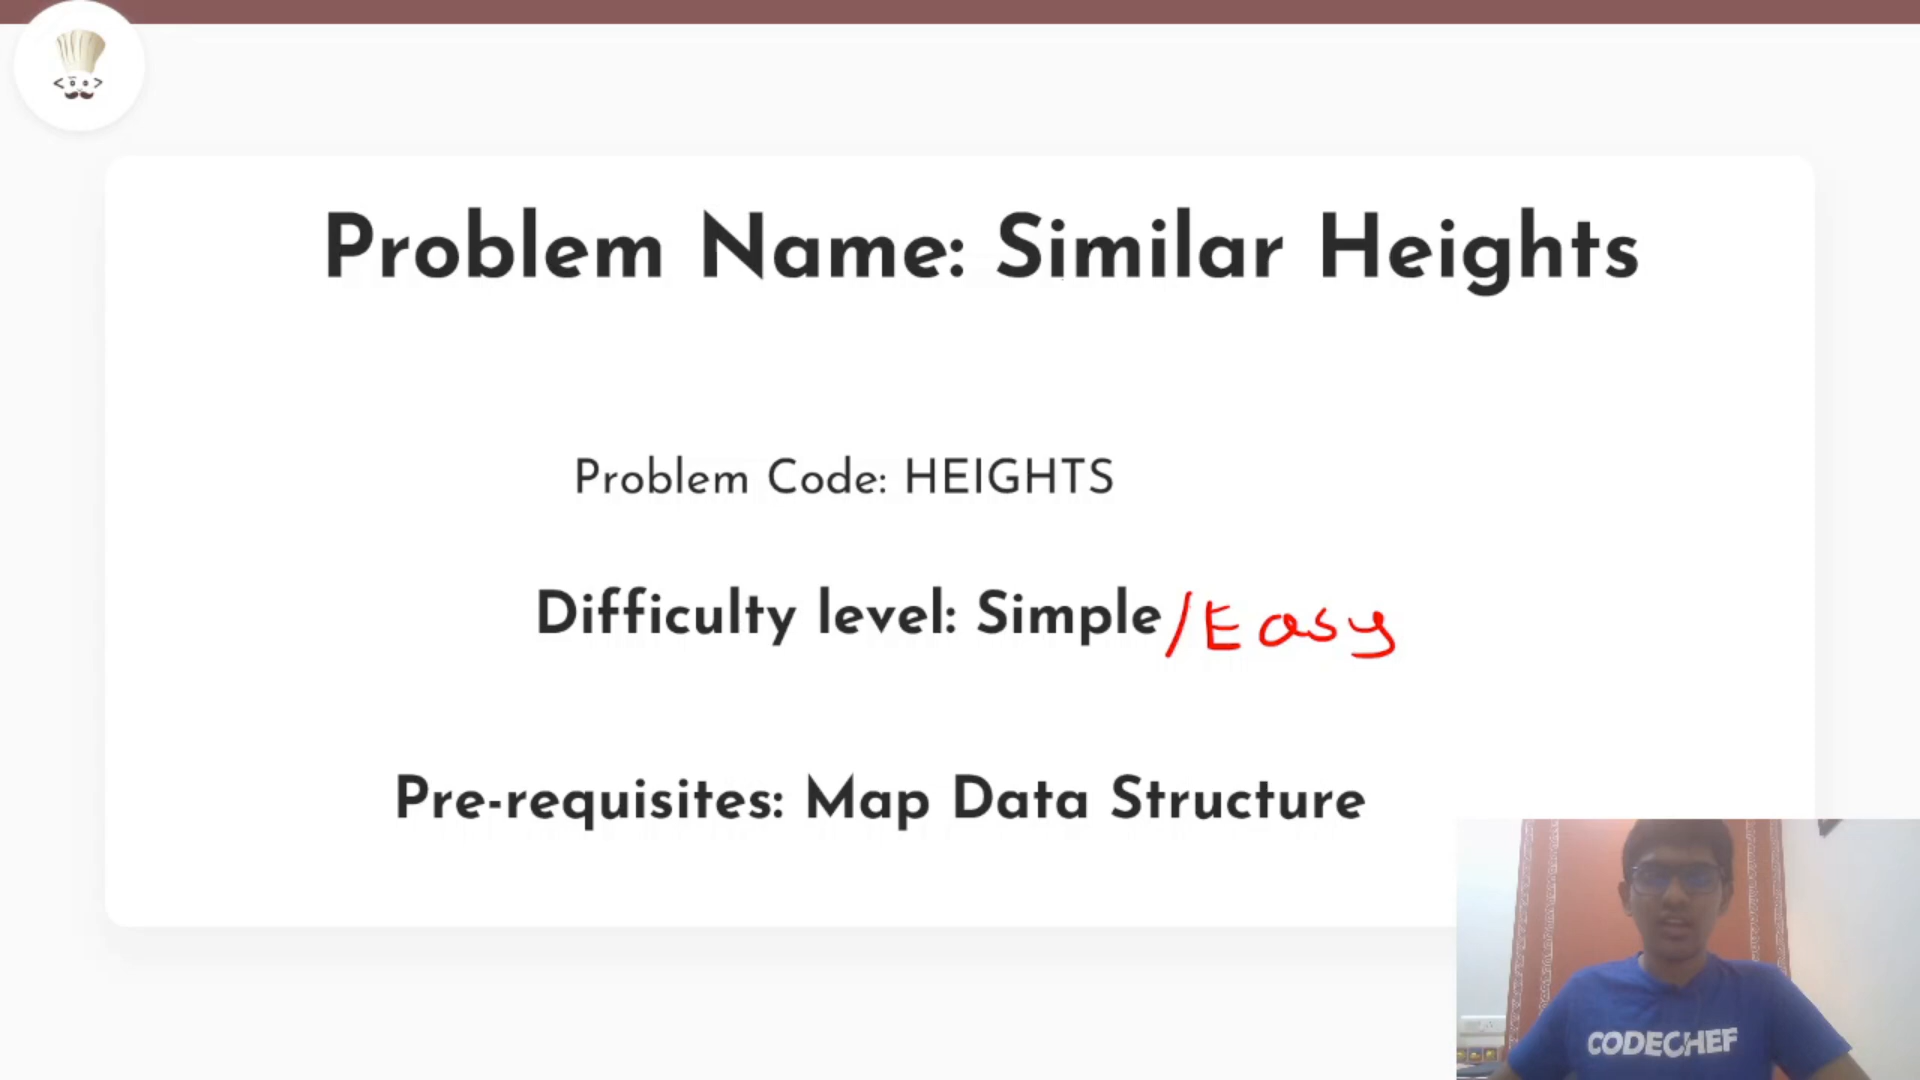 Problem Name: Similar Heights
Problem Code: HEIGHTS
Difficulty level: Simple/Easy
Pre-requisites: Map Data Structure
CODECHEF